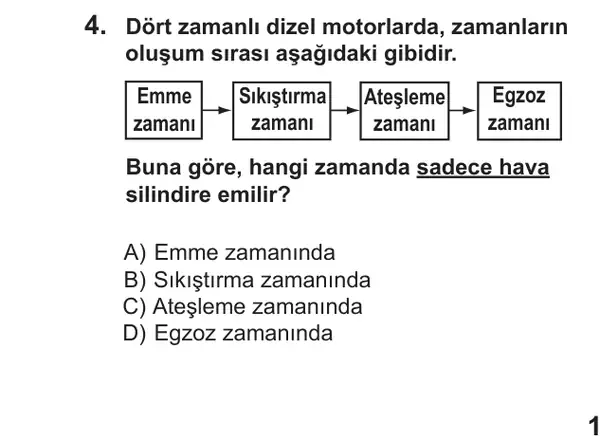 4. Dört zamanlı dizel motorlarda, zamanların
oluşum sırası aşağıdaki gibidir.
Emme zamanı
Sıkıştırma zamanı
Ateşleme zamanı
Egzoz zamanı
Buna göre, hangi zamanda sadece hava
silindire emilir?
A) Emme zamanında
B) Sıkıştırma zamanında
C) Ateşleme zamanında
D) Egzoz zamanında
1